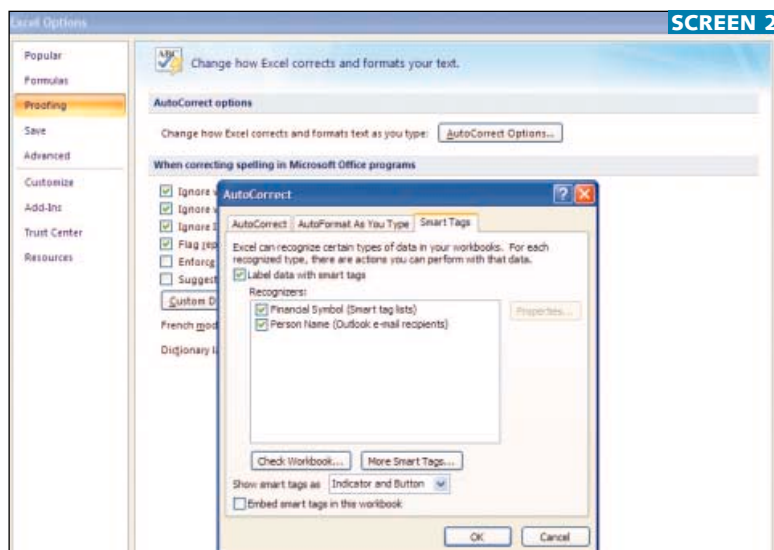 Excel Options
SCREEN 2
Popular
Formulas
Proofing
Save
Advanced
Customize
Add-Ins
Trust Center
Resources
ABC
Change how Excel corrects and formats your text.
AutoCorrect options
Change how Excel corrects and formats text as you type: AutoCorrect Options...
When correcting spelling in Microsoft Office programs
Ignore
Ignore
Ignore
Flag rep
Enforce
Suggest
Custom D
French mod
Dictionary l
AutoCorrect
AutoCorrect AutoFormat As You Type Smart Tags
Excel can recognize certain types of data in your workbooks. For each
recognized type, there are actions you can perform with that data.
Label data with smart tags
Recognizers:
Financial Symbol (Smart tag lists)
Person Name (Outlook e-mail recipients)
Properties...
Check Workbook... More Smart Tags...
Show smart tags as Indicator and Button
Embed smart tags in this workbook
OK Cancel